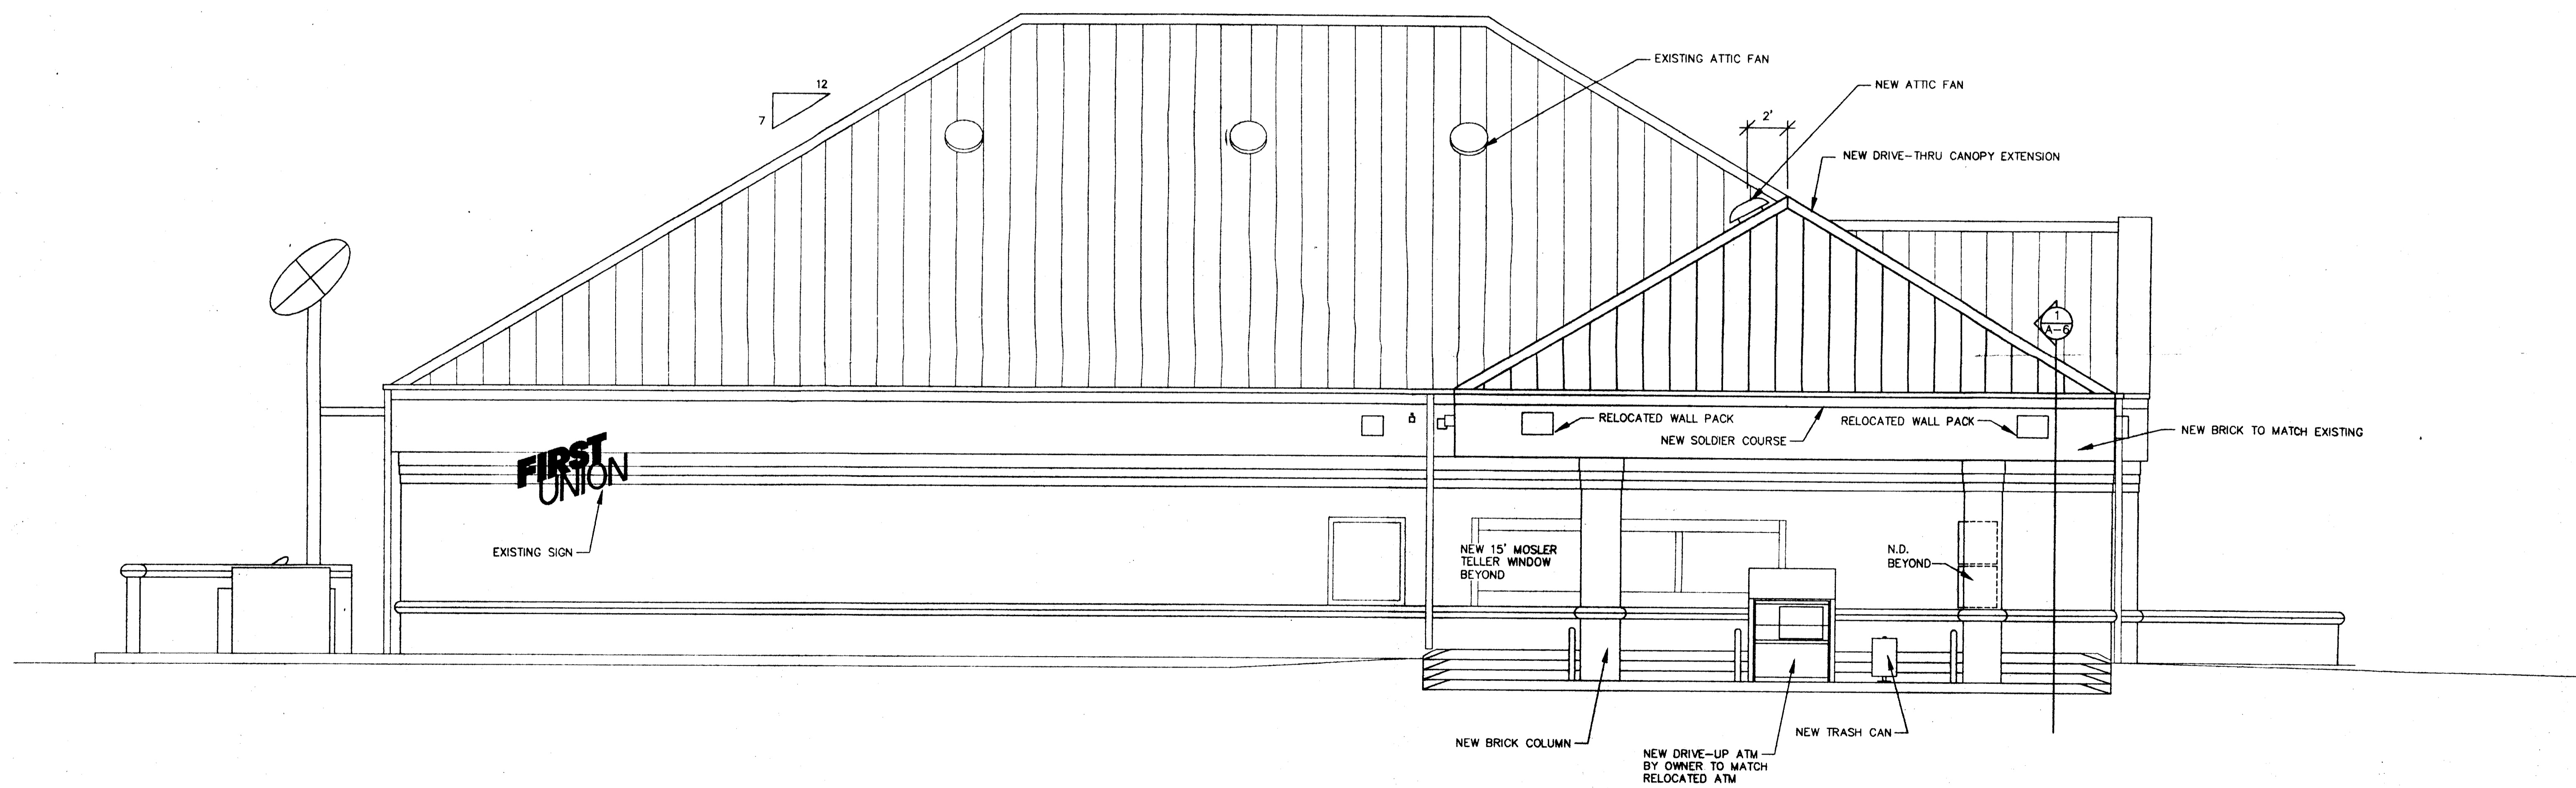 EXISTING ATTIC FAN
12
7
NEW ATTIC FAN
2'
NEW DRIVE-THRU CANOPY EXTENSION
1
A-6
RELOCATED WALL PACK
RELOCATED WALL PACK
NEW SOLDIER COURSE
NEW BRICK TO MATCH EXISTING
FIRST
UNION
EXISTING SIGN
NEW 15' MOSLER
TELLER WINDOW
BEYOND
N.D.
BEYOND
NEW BRICK COLUMN
NEW DRIVE-UP ATM
BY OWNER TO MATCH
RELOCATED ATM
NEW TRASH CAN